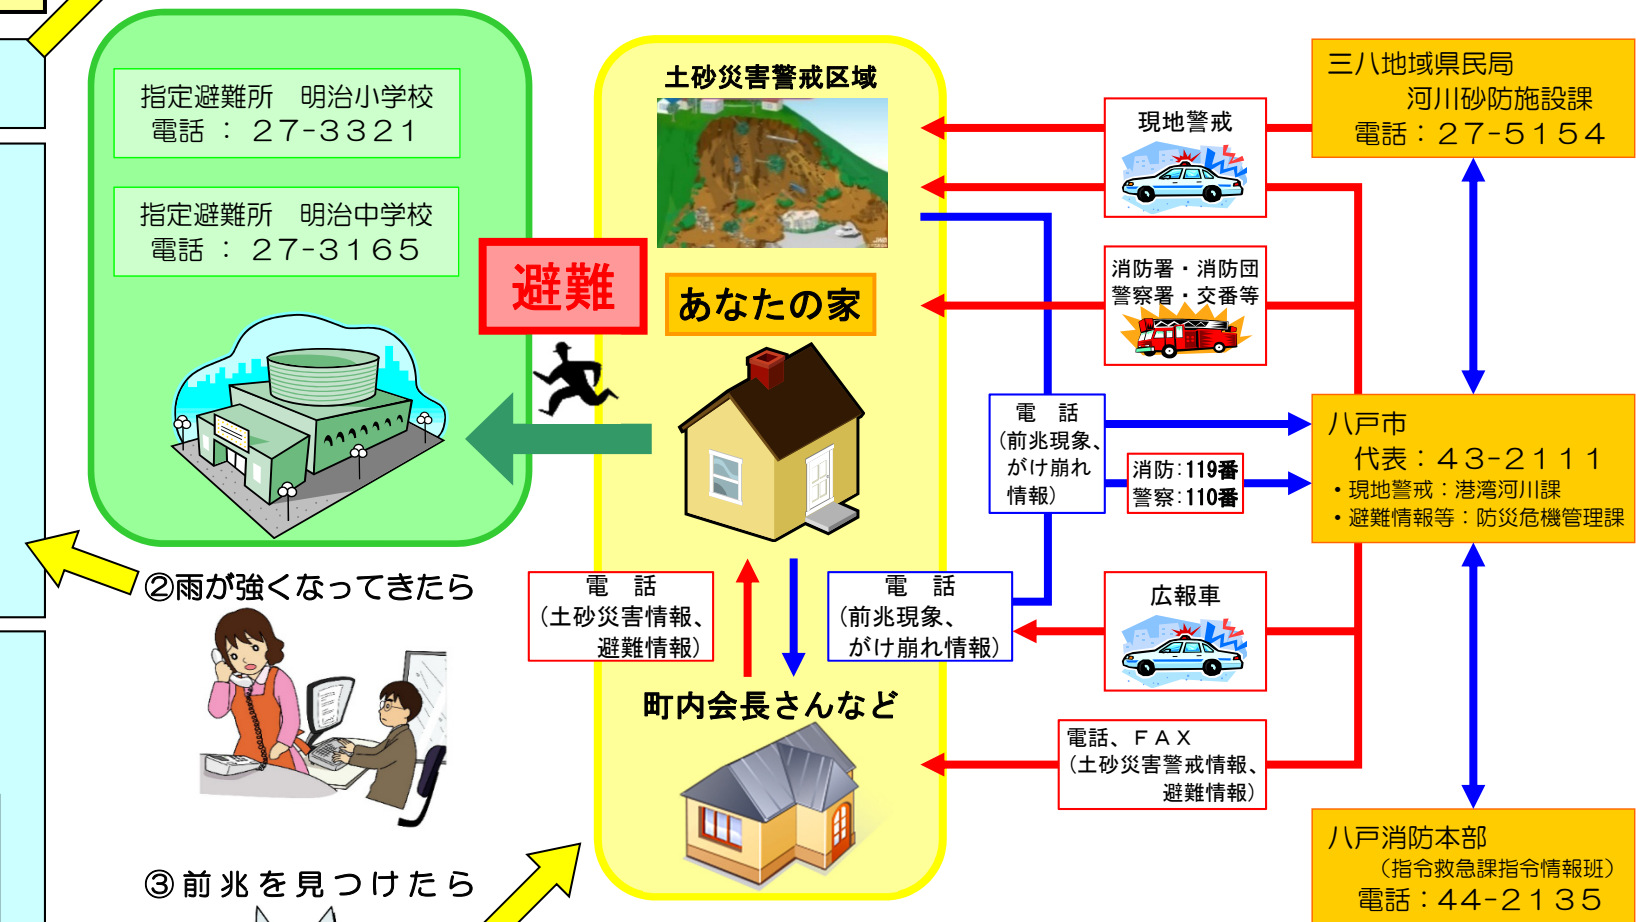 指定避難所　明治小学校
電話 ： ２７-３３２１
指定避難所　明治中学校
電話 ： ２７-３１６５
避難
土砂災害警戒区域
あなたの家
現地警戒
消防署・消防団
警察署・交番等
三八地域県民局
河川砂防施設課
電話：２７-５１５４
電　話
(前兆現象、
がけ崩れ
情報)
消防:119番
警察:110番
八戸市
代表：４３-２１１１
・現地警戒：港湾河川課
・避難情報等：防災危機管理課
②雨が強くなってきたら
電　話
(土砂災害情報、
避難情報)
電　話
(前兆現象、
がけ崩れ情報)
広報車
町内会長さんなど
電話、ＦＡＸ
(土砂災害警戒情報、
避難情報)
八戸消防本部
（指令救急課指令情報班）
電話：４４-２１３５
③前兆を見つけたら